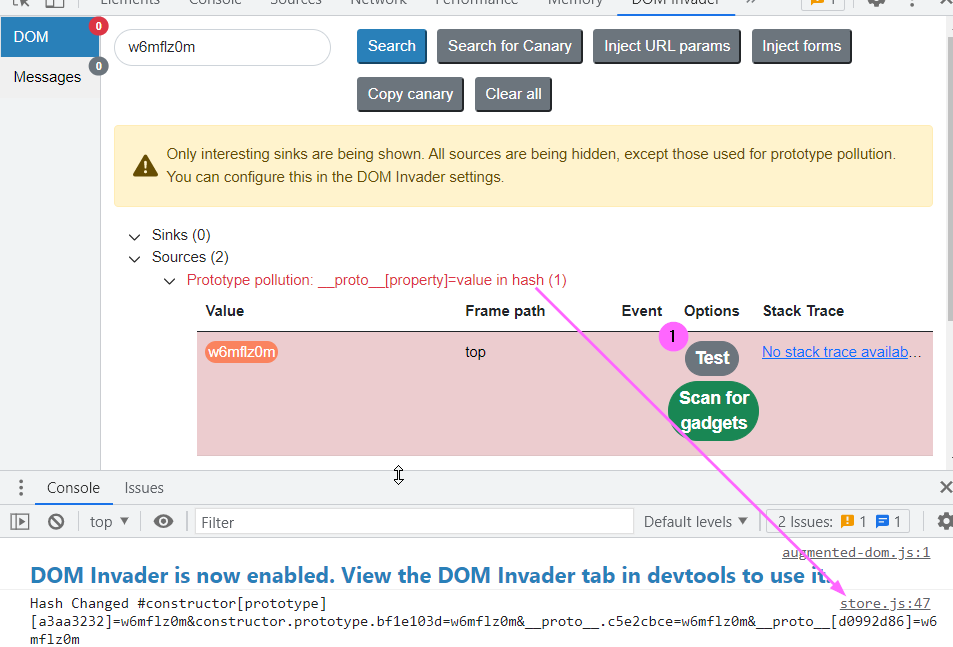 Elements Console Sources Network Performance Memory DOM Invader » 1
DOM 0
Messages 0
w6mflz0m
Search Search for Canary Inject URL params Inject forms
Copy canary Clear all
Only interesting sinks are being shown. All sources are being hidden, except those used for prototype pollution.
You can configure this in the DOM Invader settings.
Sinks (0)
Sources (2)
Prototype pollution: __proto__[property]=value in hash (1)
Value Frame path Event Options Stack Trace
1
w6mflz0m top Test No stack trace availab…
Scan for
gadgets
Console Issues
top Filter Default levels 2 Issues: 1 1
augmented-dom.js:1
DOM Invader is now enabled. View the DOM Invader tab in devtools to use it.
Hash Changed #constructor[prototype] store.js:47
[a3aa3232]=w6mflz0m&constructor.prototype.bf1e103d=w6mflz0m&__proto__.c5e2cbce=w6mflz0m&__proto__[d0992d86]=w6
mflz0m